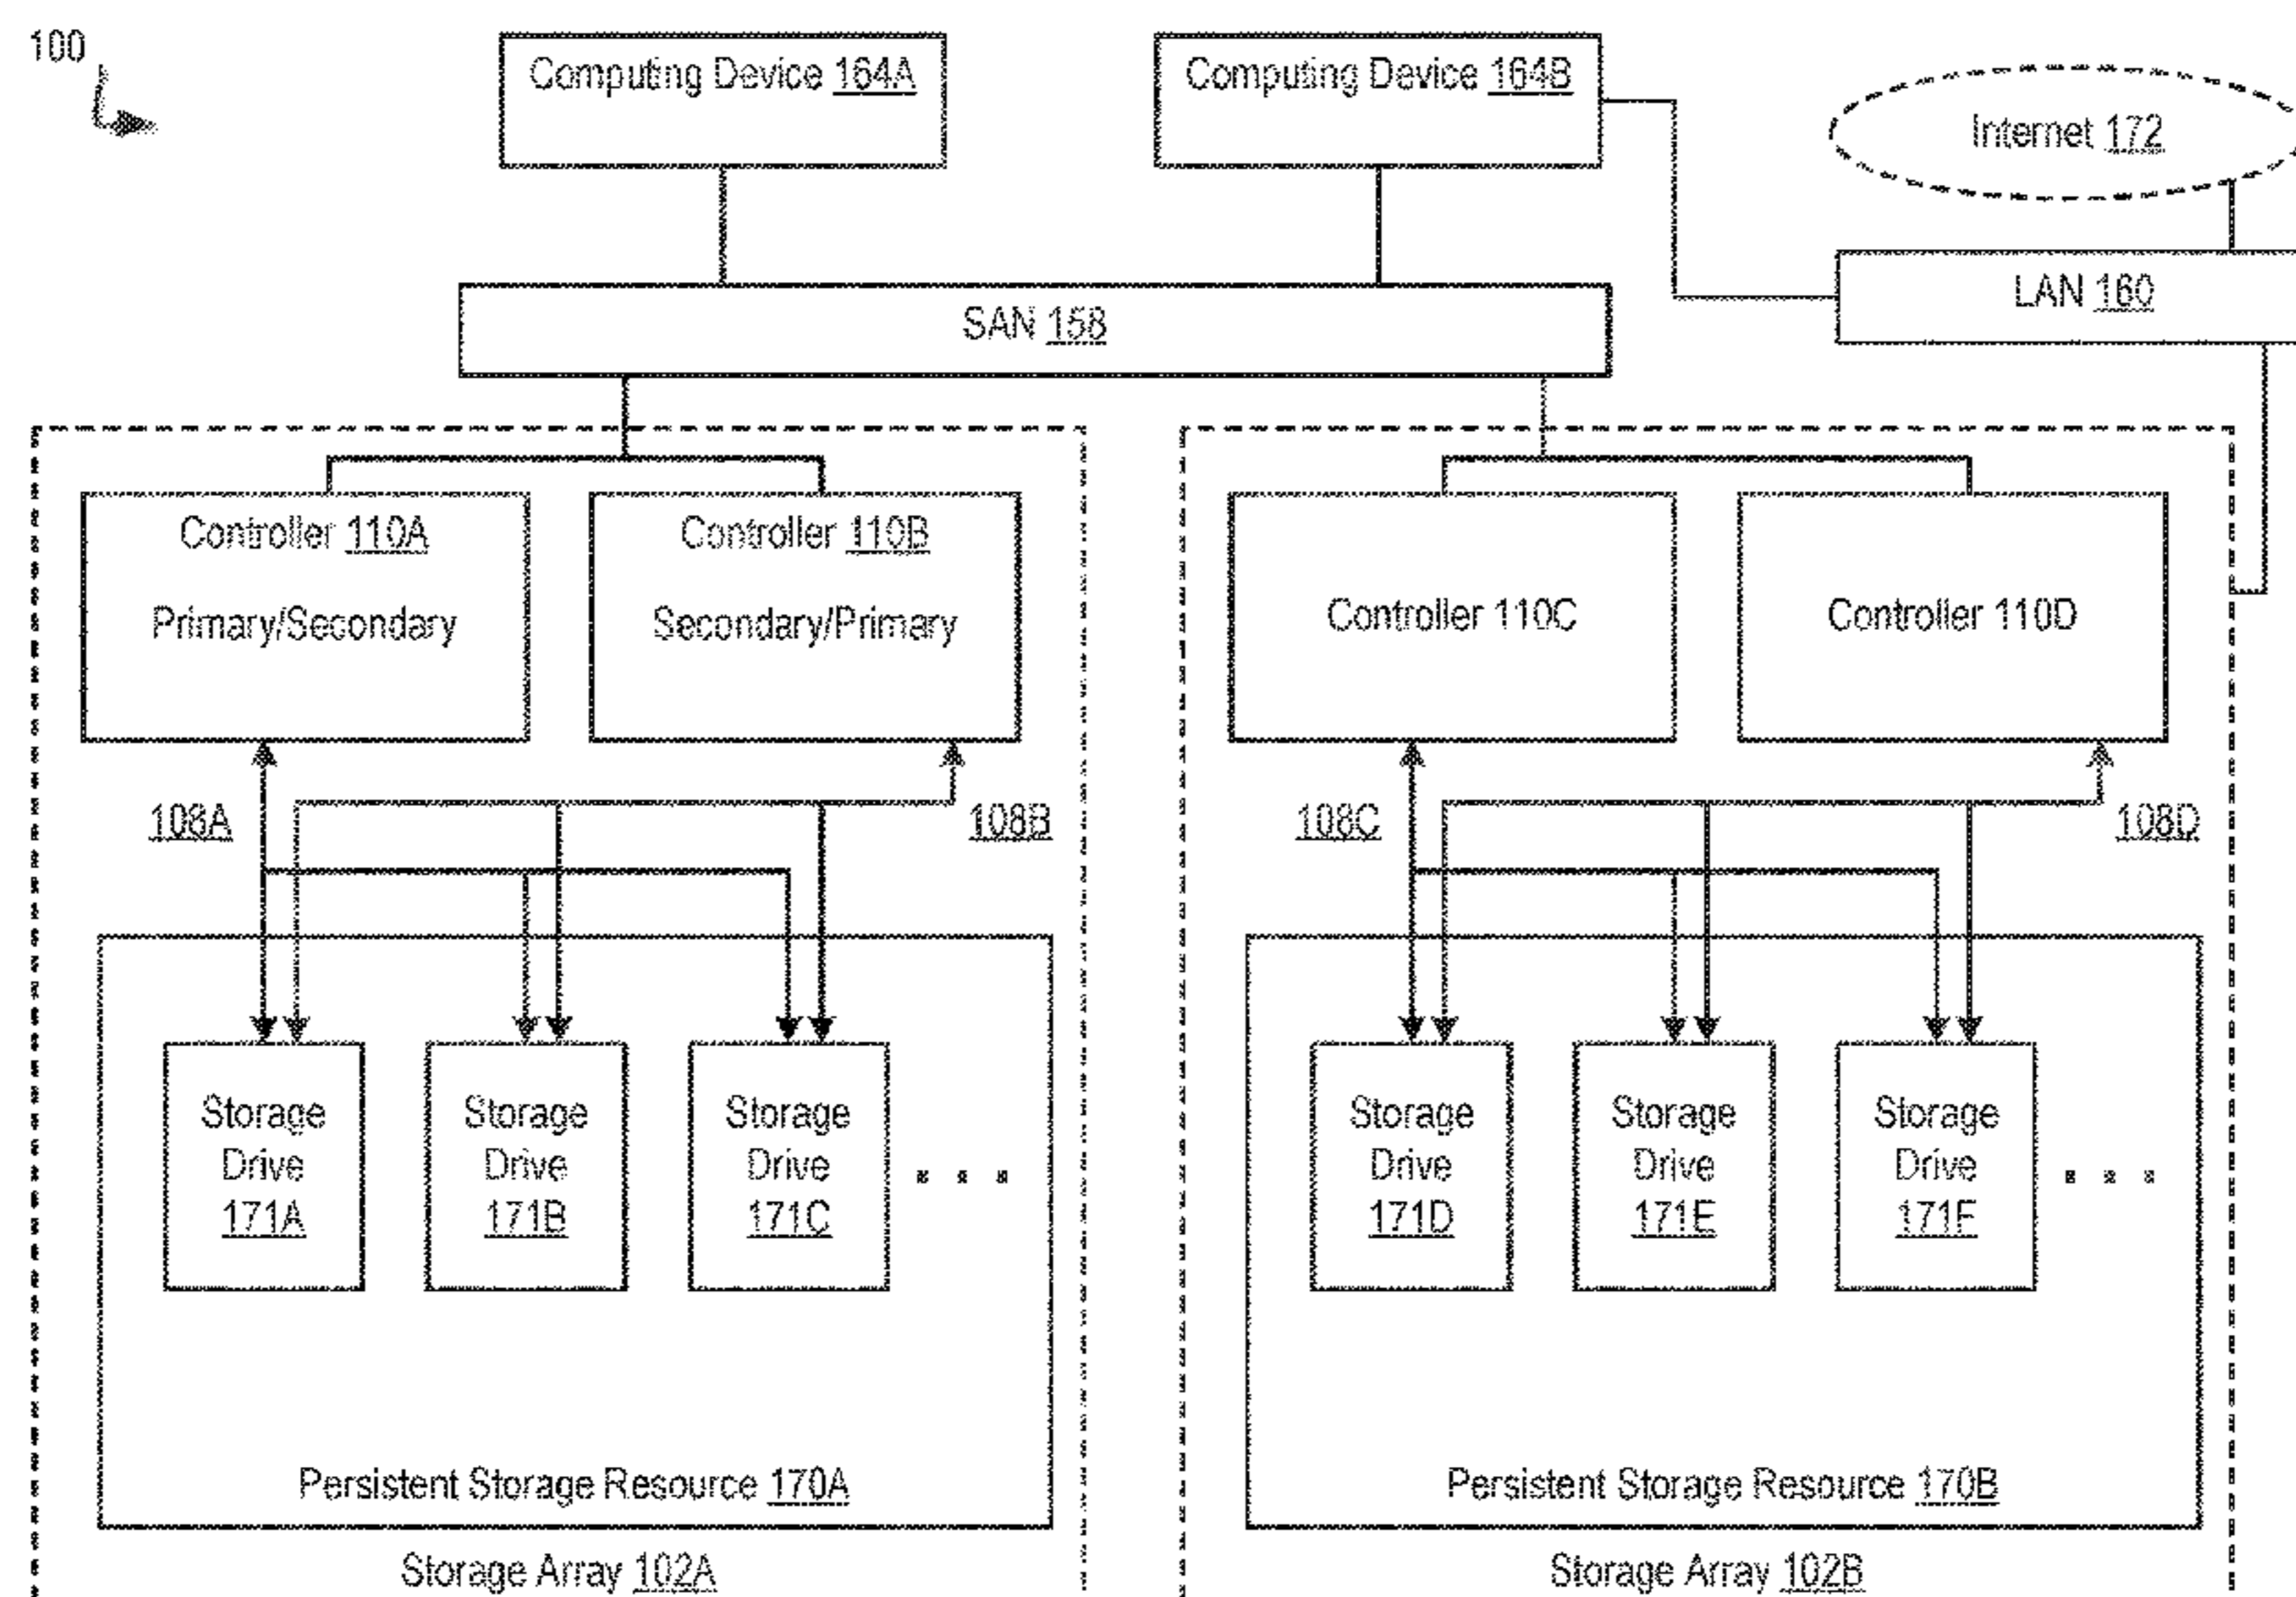 100
Computing Device 164A
Computing Device 164B
Internet 172
LAN 160
SAN 158
Controller 110A
Primary/Secondary
Controller 110B
Secondary/Primary
Controller 110C
Controller 110D
108A
108B
108C
108D
Storage
Drive
171A
Storage
Drive
171B
Storage
Drive
171C
Storage
Drive
171D
Storage
Drive
171E
Storage
Drive
171F
Persistent Storage Resource 170A
Persistent Storage Resource 170B
Storage Array 102A
Storage Array 102B